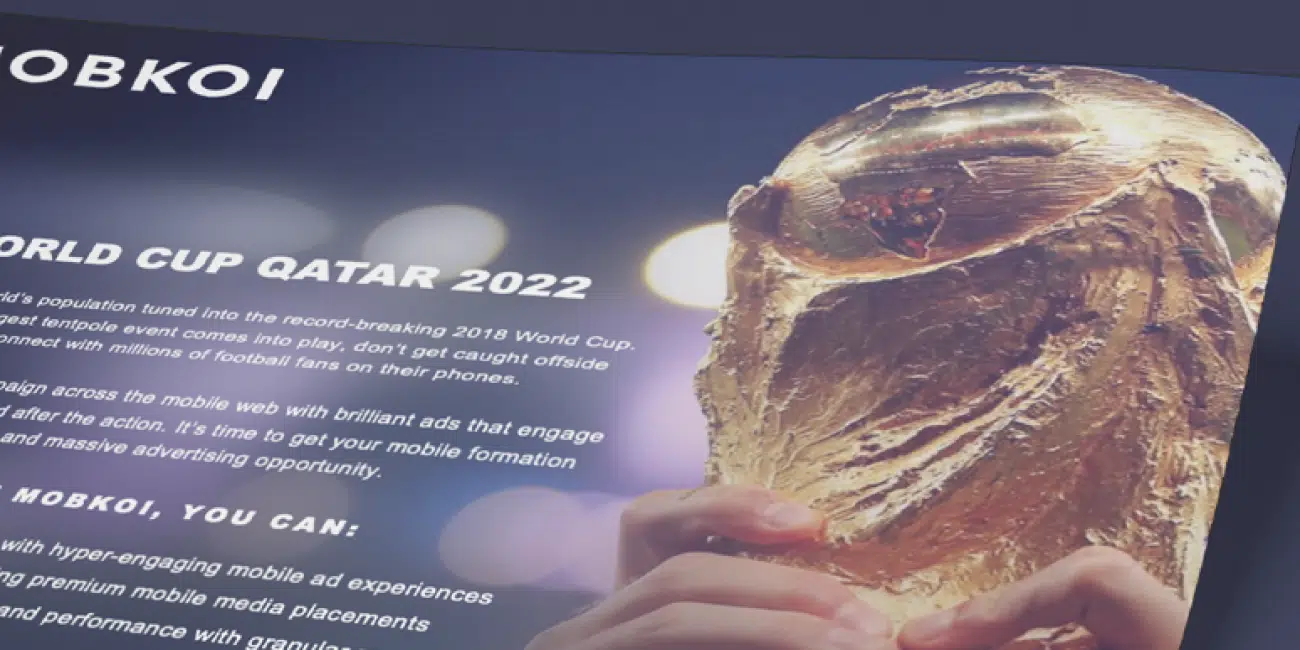 OBKOI
ORLD CUP QATAR 2022
rld's population tuned into the record-breaking 2018 World Cup.
gest tentpole event comes into play, don't get caught offside
onnect with millions of football fans on their phones.
paign across the mobile web with brilliant ads that engage
d after the action. It's time to get your mobile formation
and massive advertising opportunity.
MOBKOI, YOU CAN:
with hyper-engaging mobile ad experiences
ng premium mobile media placements
and performance with